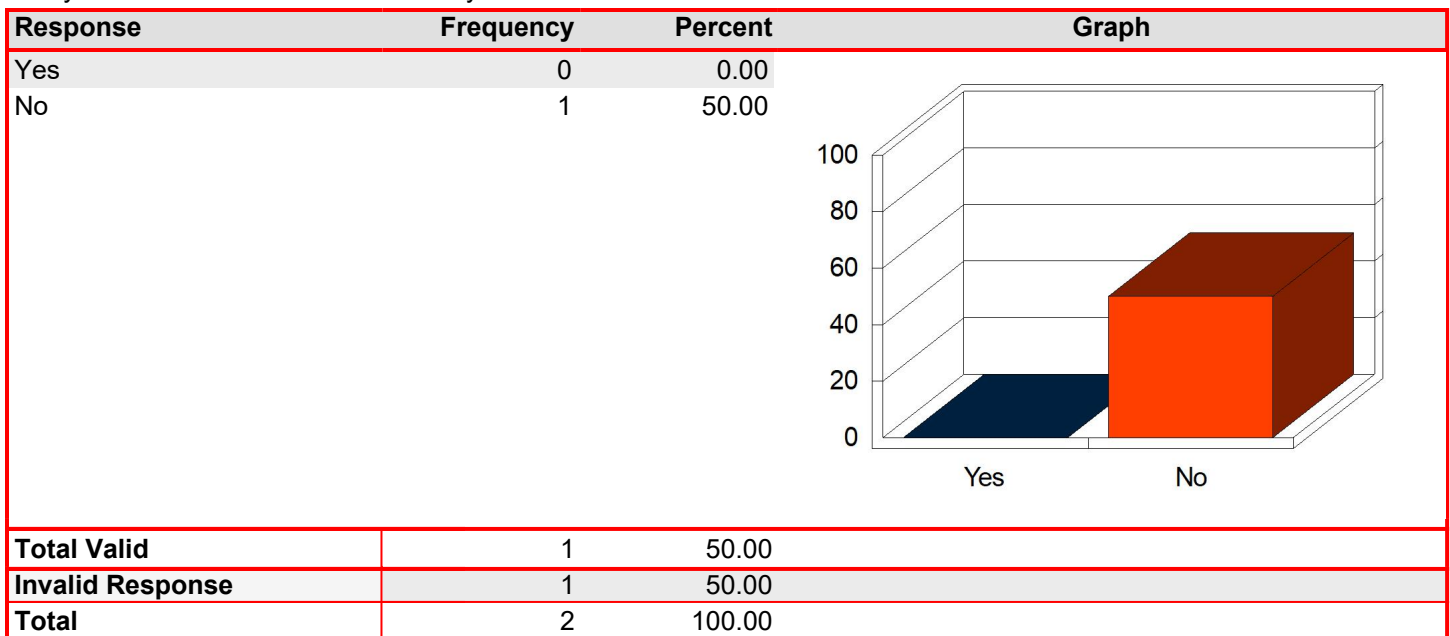 Response Frequency Percent Graph
Yes 0 0.00
No 1 50.00
100
80
60
40
20
0
Yes No
Total Valid 1 50.00
Invalid Response 1 50.00
Total 2 100.00